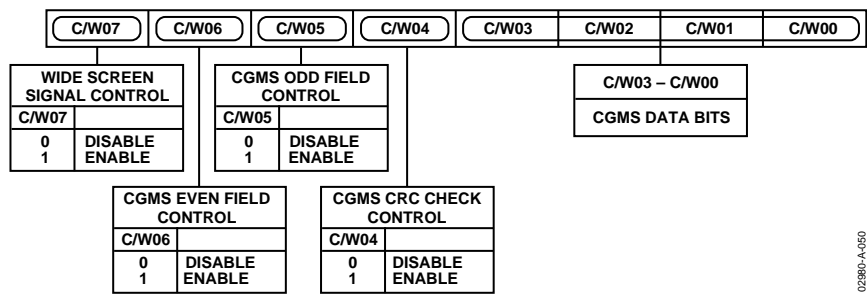 C/W07 C/W06 C/W05 C/W04 C/W03 C/W02 C/W01 C/W00
WIDE SCREEN
SIGNAL CONTROL
C/W07
0 DISABLE
1 ENABLE
CGMS ODD FIELD
CONTROL
C/W05
0 DISABLE
1 ENABLE
C/W03 – C/W00
CGMS DATA BITS
CGMS EVEN FIELD
CONTROL
C/W06
0 DISABLE
1 ENABLE
CGMS CRC CHECK
CONTROL
C/W04
0 DISABLE
1 ENABLE
02980-A-050